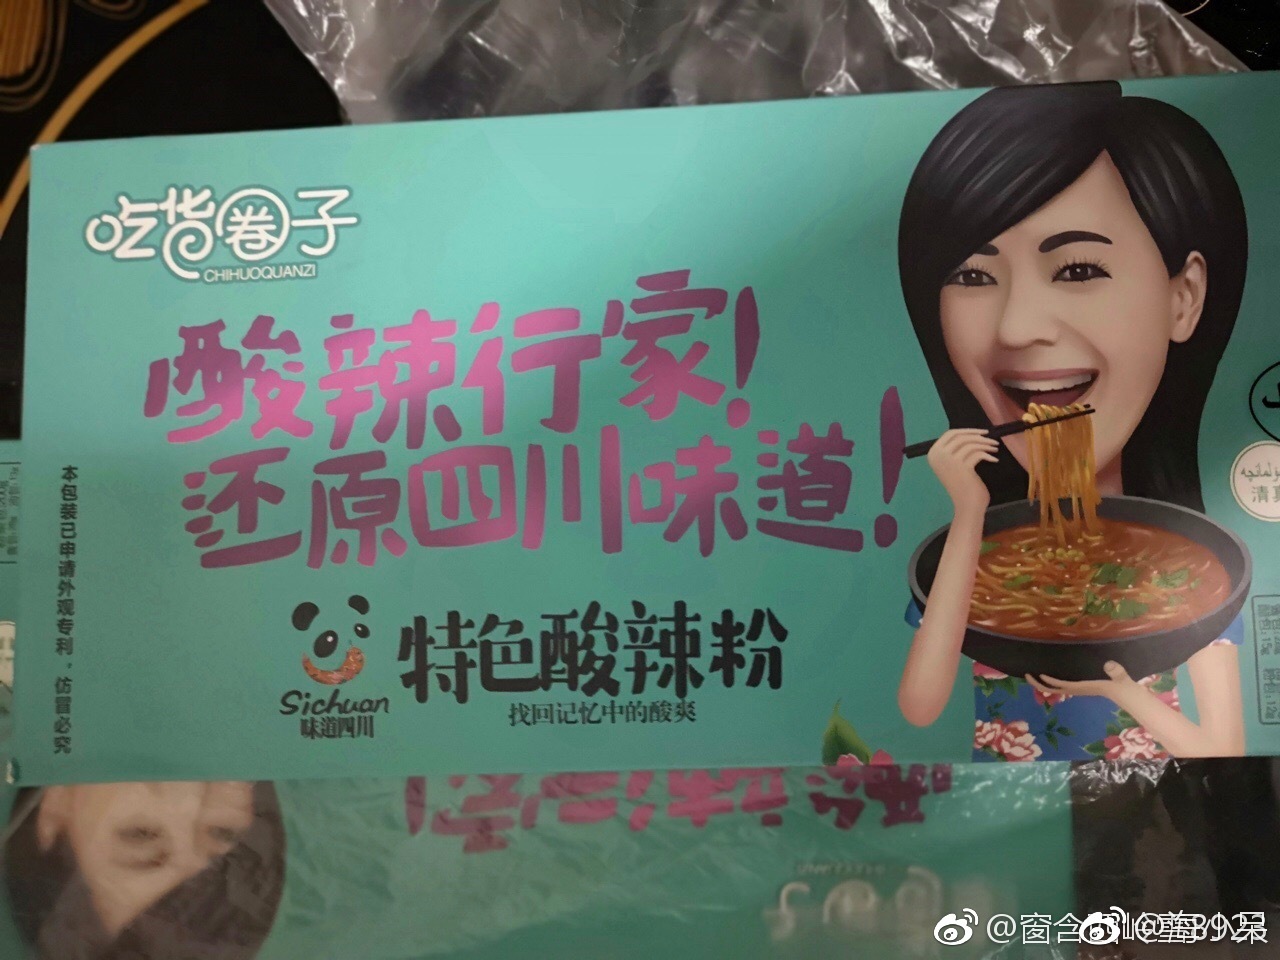 吃货圈子
CHIHUOQUANZI
酸辣行家!
还原四川味道!
本包装已申请外观专利,仿冒必究
Sichuan
味道四川
特色酸辣粉
找回记忆中的酸爽
清真